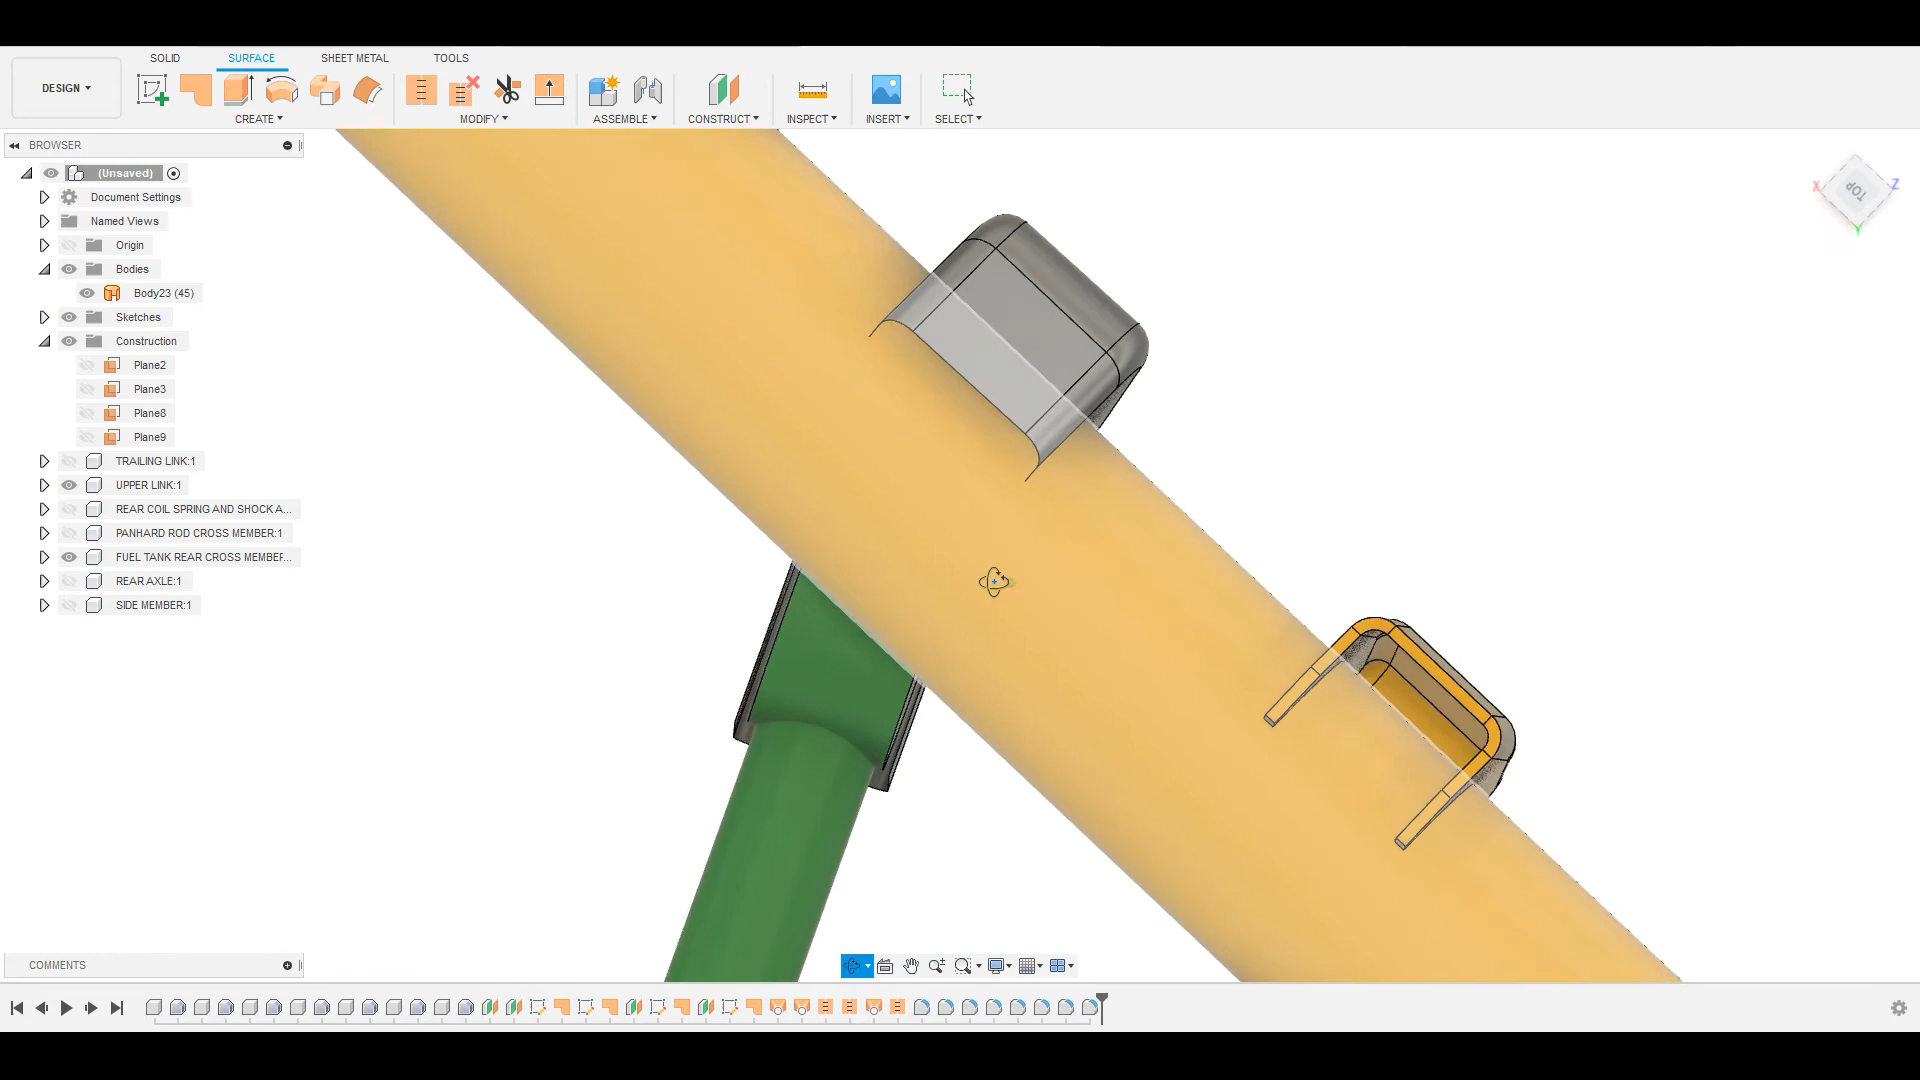 SOLID SURFACE SHEET METAL TOOLS
DESIGN
CREATE MODIFY ASSEMBLE CONSTRUCT INSPECT INSERT SELECT
BROWSER
(Unsaved)
Document Settings
Named Views
Origin
Bodies
Body23 (45)
Sketches
Construction
Plane2
Plane3
Plane8
Plane9
TRAILING LINK:1
UPPER LINK:1
REAR COIL SPRING AND SHOCK A...
PANHARD ROD CROSS MEMBER:1
FUEL TANK REAR CROSS MEMBER...
REAR AXLE:1
SIDE MEMBER:1
X
TOP
Z
Y
COMMENTS